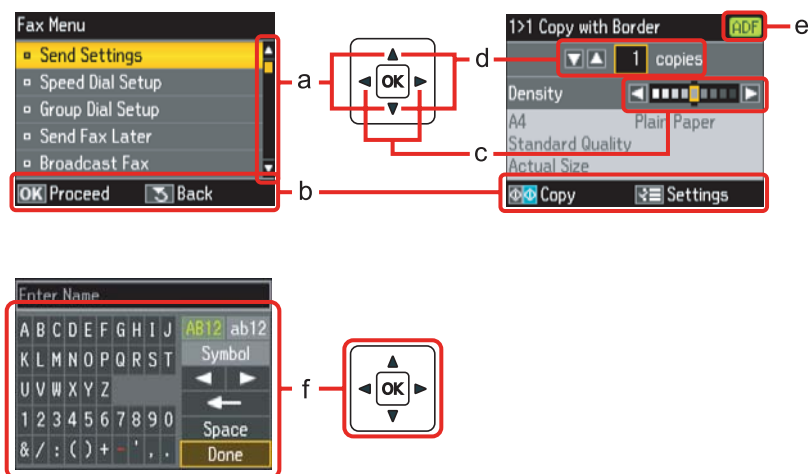 Fax Menu
Send Settings
Speed Dial Setup
Group Dial Setup
Send Fax Later
Broadcast Fax
OK Proceed Back
a
b
OK
d
c
1>1 Copy with Border ADF
e
1 copies
Density
A4 Plain Paper
Standard Quality
Actual Size
Copy Settings
Enter Name
A B C D E F G H I J AB12 ab12
K L M N O P Q R S T Symbol
U V W X Y Z
1 2 3 4 5 6 7 8 9 0 Space
& / : ( ) + - ' , . Done
f
OK